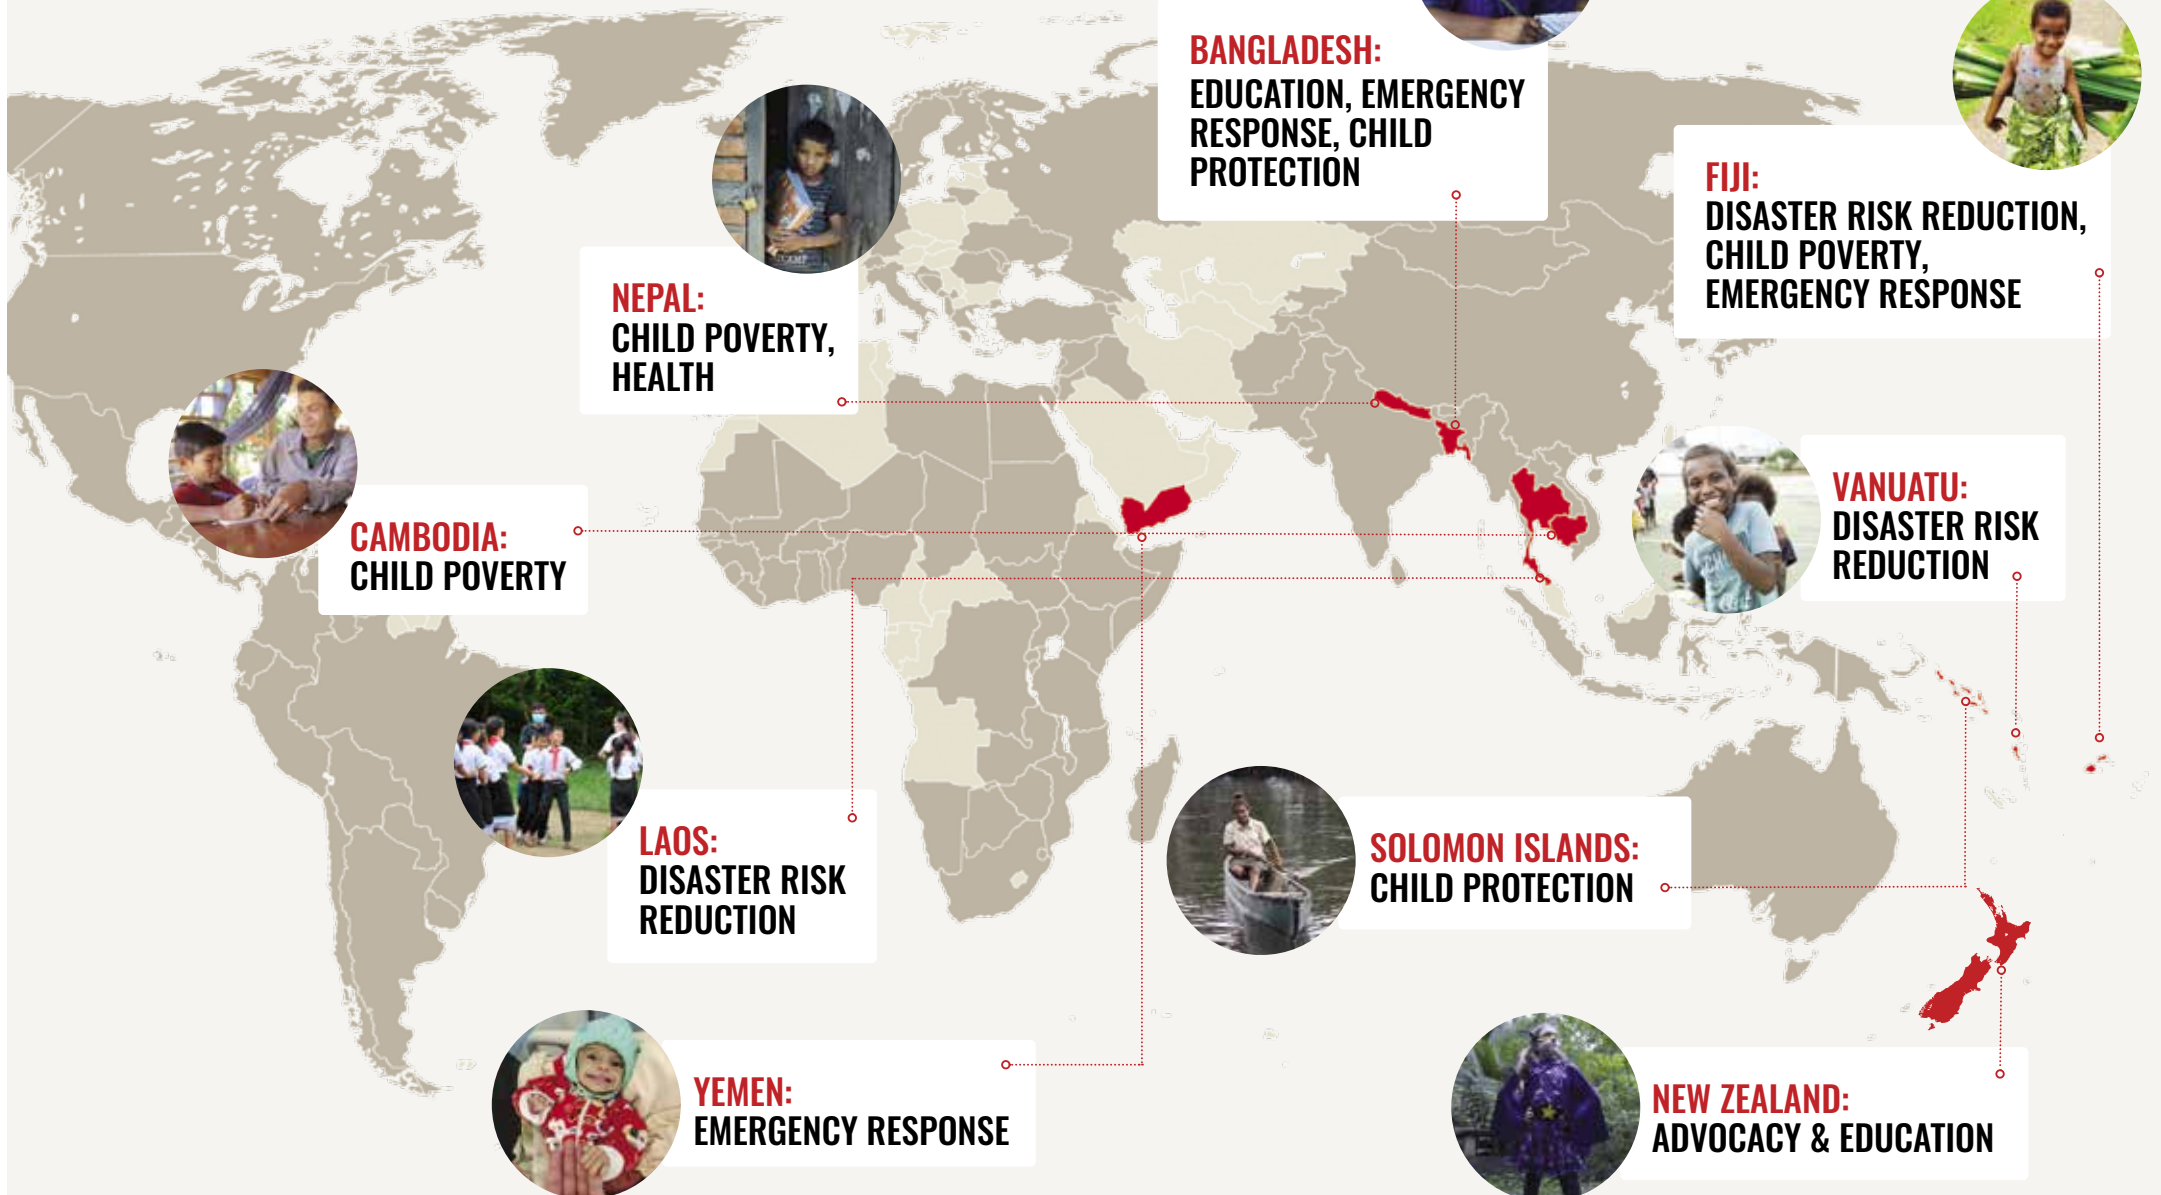 BANGLADESH:
EDUCATION, EMERGENCY
RESPONSE, CHILD
PROTECTION
FIJI:
DISASTER RISK REDUCTION,
CHILD POVERTY,
EMERGENCY RESPONSE
NEPAL:
CHILD POVERTY,
HEALTH
VANUATU:
DISASTER RISK
REDUCTION
CAMBODIA:
CHILD POVERTY
LAOS:
DISASTER RISK
REDUCTION
SOLOMON ISLANDS:
CHILD PROTECTION
YEMEN:
EMERGENCY RESPONSE
NEW ZEALAND:
ADVOCACY & EDUCATION